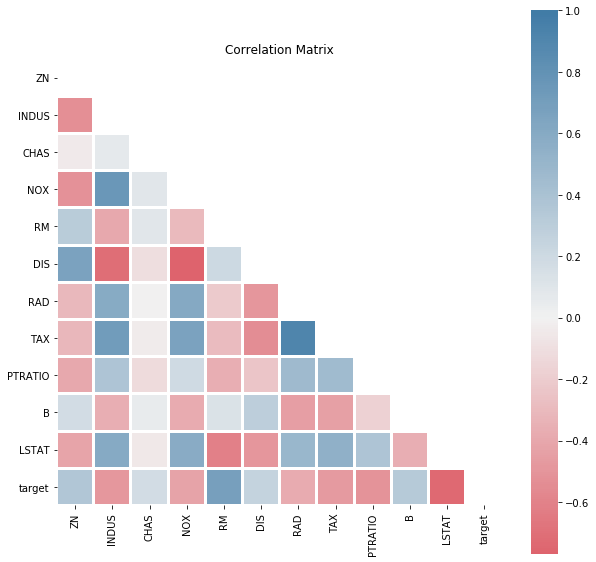 Correlation Matrix
ZN
INDUS
CHAS
NOX
RM
DIS
RAD
TAX
PTRATIO
B
LSTAT
target
ZN
INDUS
CHAS
NOX
RM
DIS
RAD
TAX
PTRATIO
B
LSTAT
target
1.0
0.8
0.6
0.4
0.2
0.0
−0.2
−0.4
−0.6